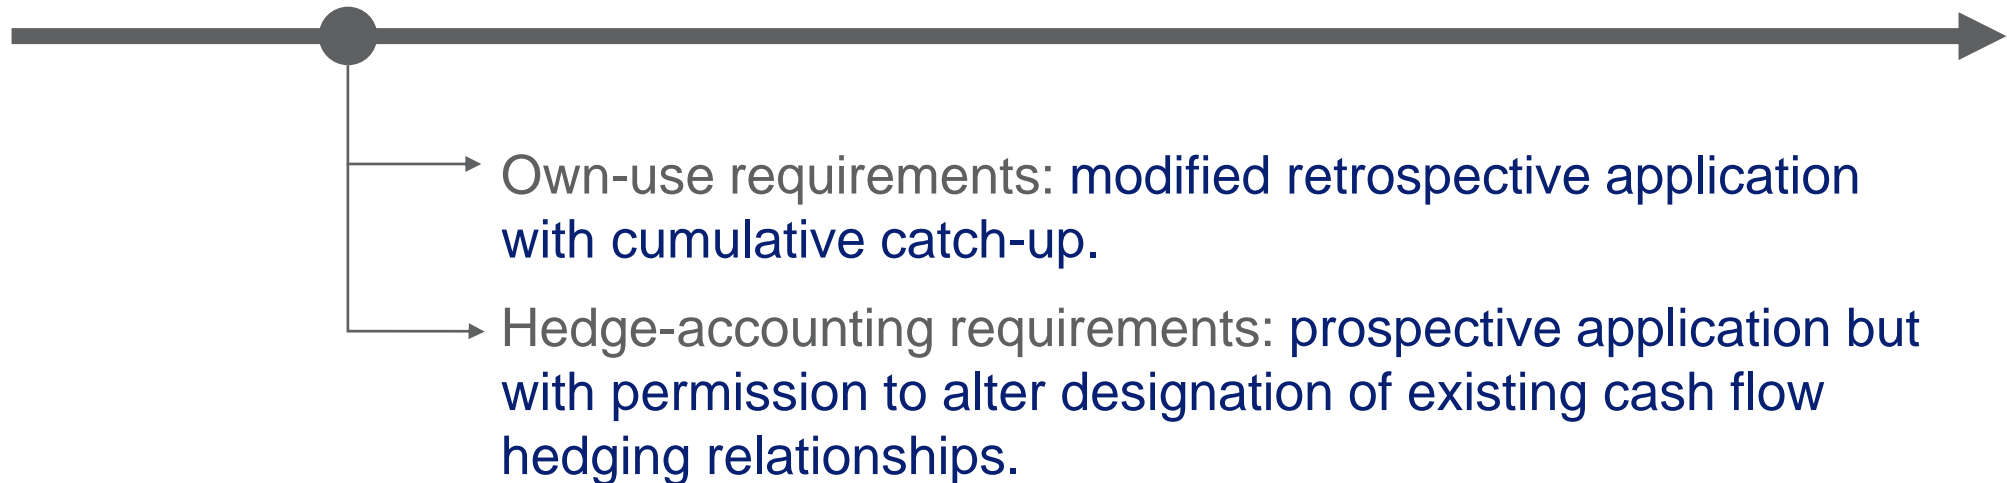 Own-use requirements: modified retrospective application
with cumulative catch-up.
Hedge-accounting requirements: prospective application but
with permission to alter designation of existing cash flow
hedging relationships.